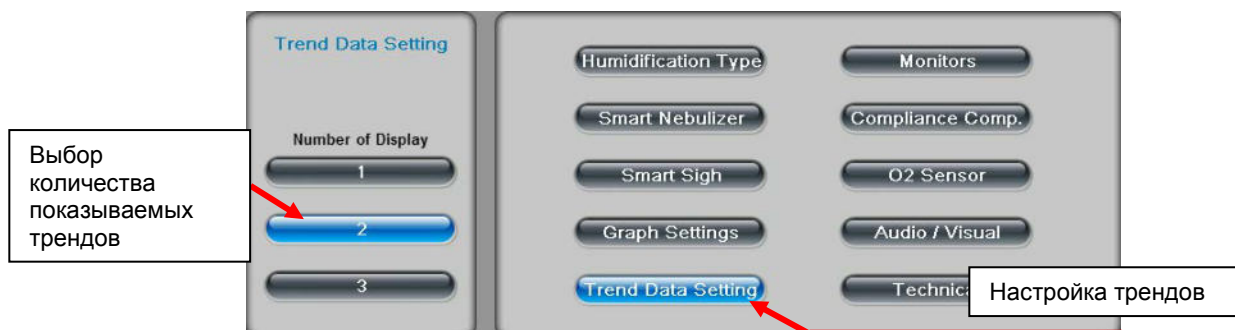 Trend Data Setting
Number of Display
1
2
3
Выбор
количества
показываемых
трендов
Humidification Type
Monitors
Smart Nebulizer
Compliance Comp.
Smart Sigh
O2 Sensor
Graph Settings
Audio / Visual
Trend Data Setting
Настройка трендов